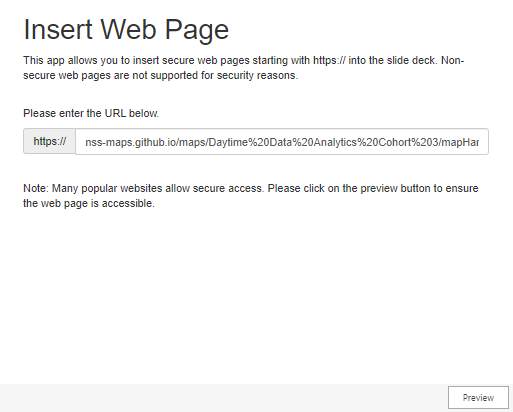 Insert Web Page
This app allows you to insert secure web pages starting with https:// into the slide deck. Non-
secure web pages are not supported for security reasons.
Please enter the URL below.
https:// nss-maps.github.io/maps/Daytime%20Data%20Analytics%20Cohort%203/mapHar
Note: Many popular websites allow secure access. Please click on the preview button to ensure
the web page is accessible.
Preview